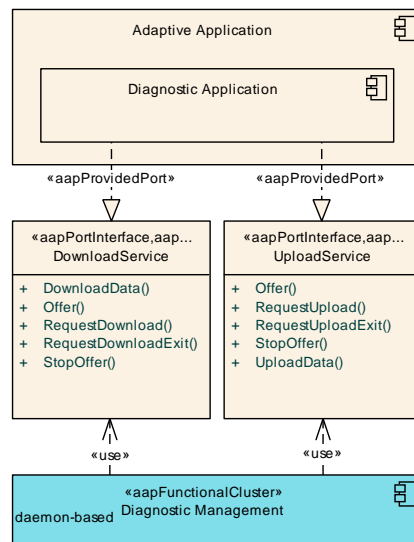 Adaptive Application
Diagnostic Application
«aapProvidedPort»
«aapProvidedPort»
«aapPortInterface,aap...
DownloadService
+ DownloadData()
+ Offer()
+ RequestDownload()
+ RequestDownloadExit()
+ StopOffer()
«aapPortInterface,aap...
UploadService
+ Offer()
+ RequestUpload()
+ RequestUploadExit()
+ StopOffer()
+ UploadData()
«use»
«use»
«aapFunctionalCluster»
Diagnostic Management
daemon-based